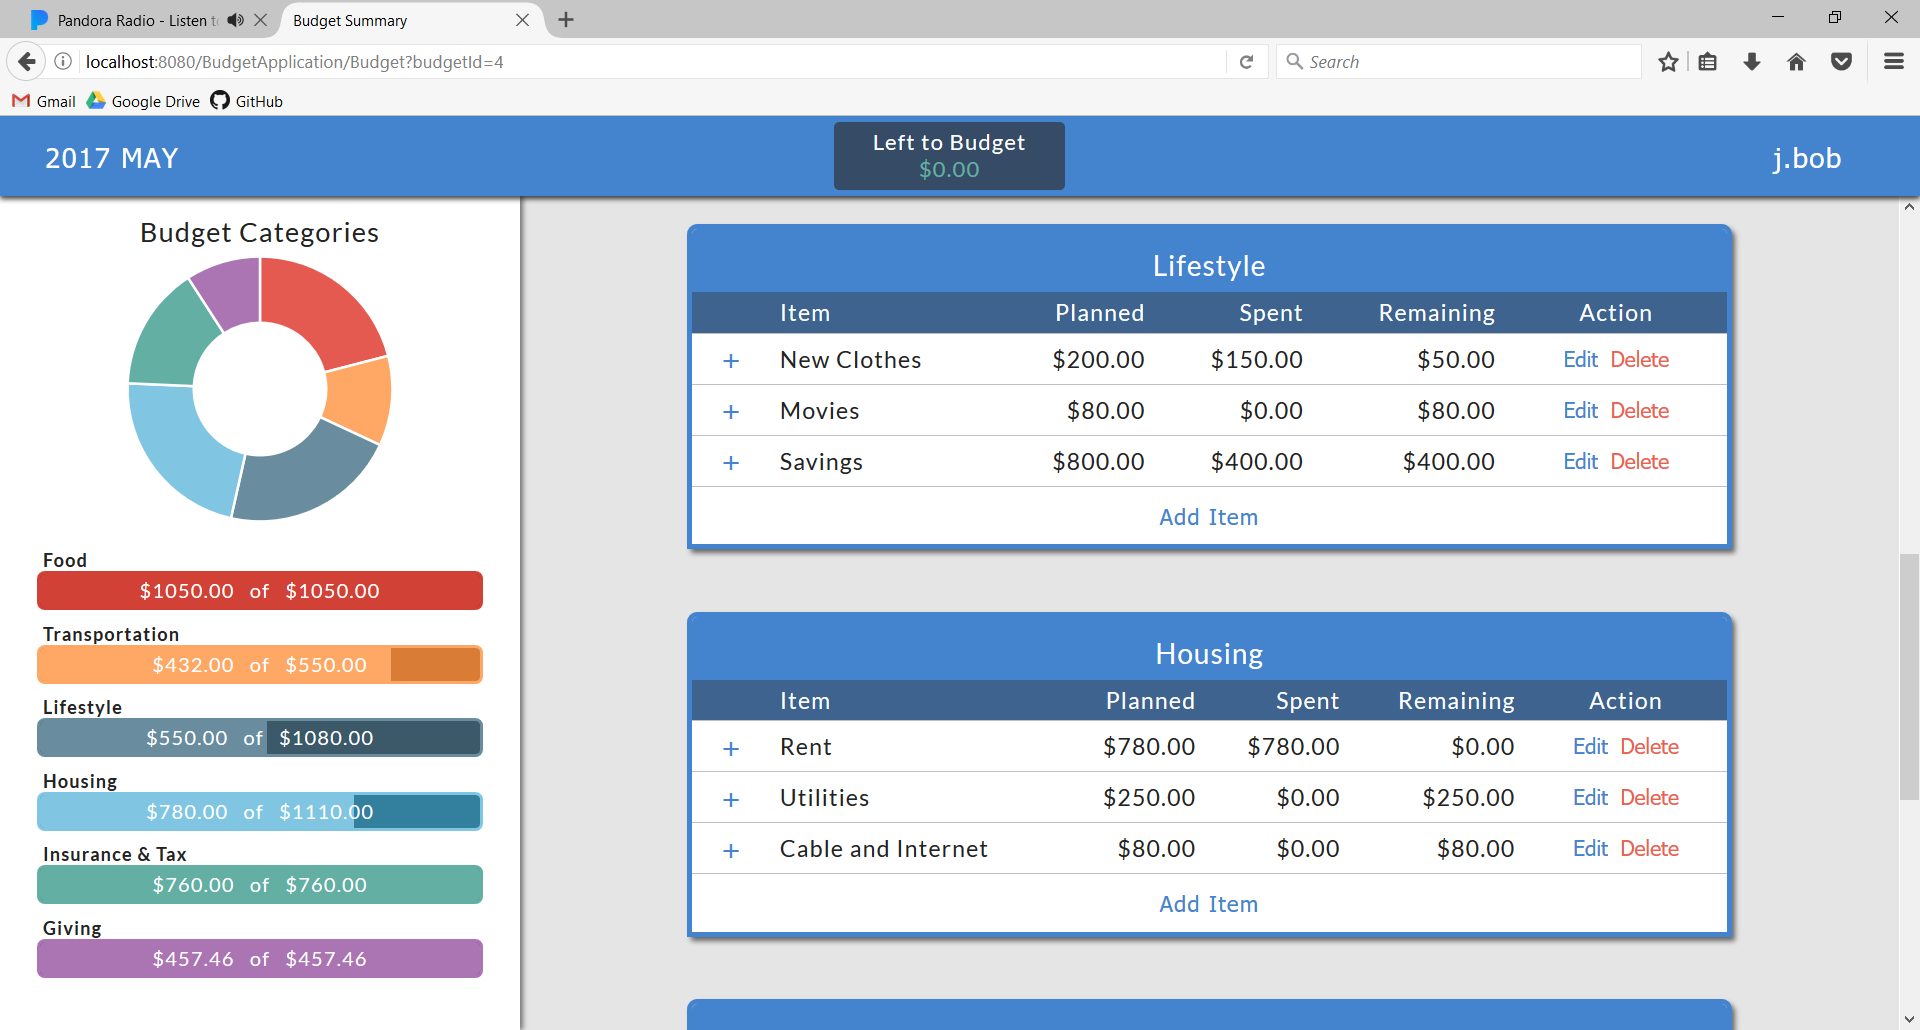 Pandora Radio - Listen to
Budget Summary
localhost:8080/BudgetApplication/Budget?budgetId=4
Search
Gmail Google Drive GitHub
2017 MAY
Left to Budget
$0.00
j.bob
Budget Categories
Food
$1050.00 of $1050.00
Transportation
$432.00 of $550.00
Lifestyle
$550.00 of $1080.00
Housing
$780.00 of $1110.00
Insurance & Tax
$760.00 of $760.00
Giving
$457.46 of $457.46
Lifestyle
Item Planned Spent Remaining Action
+ New Clothes $200.00 $150.00 $50.00 Edit Delete
+ Movies $80.00 $0.00 $80.00 Edit Delete
+ Savings $800.00 $400.00 $400.00 Edit Delete
Add Item
Housing
Item Planned Spent Remaining Action
+ Rent $780.00 $780.00 $0.00 Edit Delete
+ Utilities $250.00 $0.00 $250.00 Edit Delete
+ Cable and Internet $80.00 $0.00 $80.00 Edit Delete
Add Item